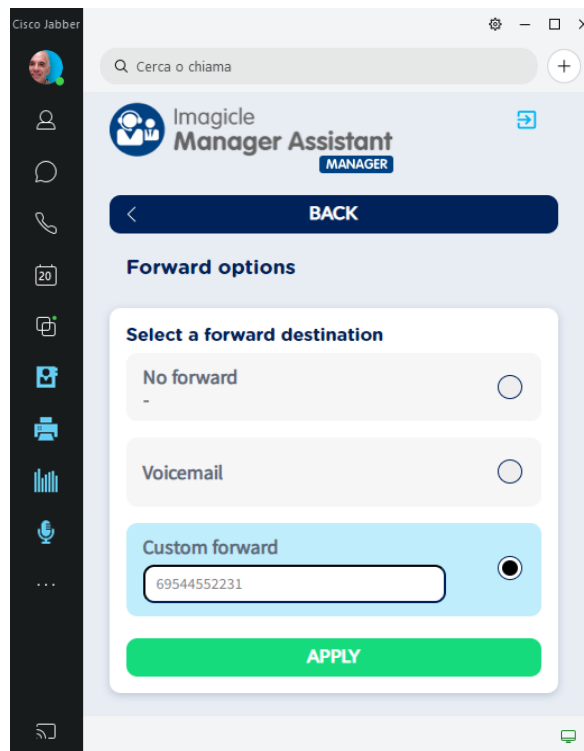 Cisco Jabber
Cerca o chiama
Imagicle
Manager Assistant
MANAGER
BACK
Forward options
20
Select a forward destination
No forward
-
Voicemail
Custom forward
69544552231
APPLY